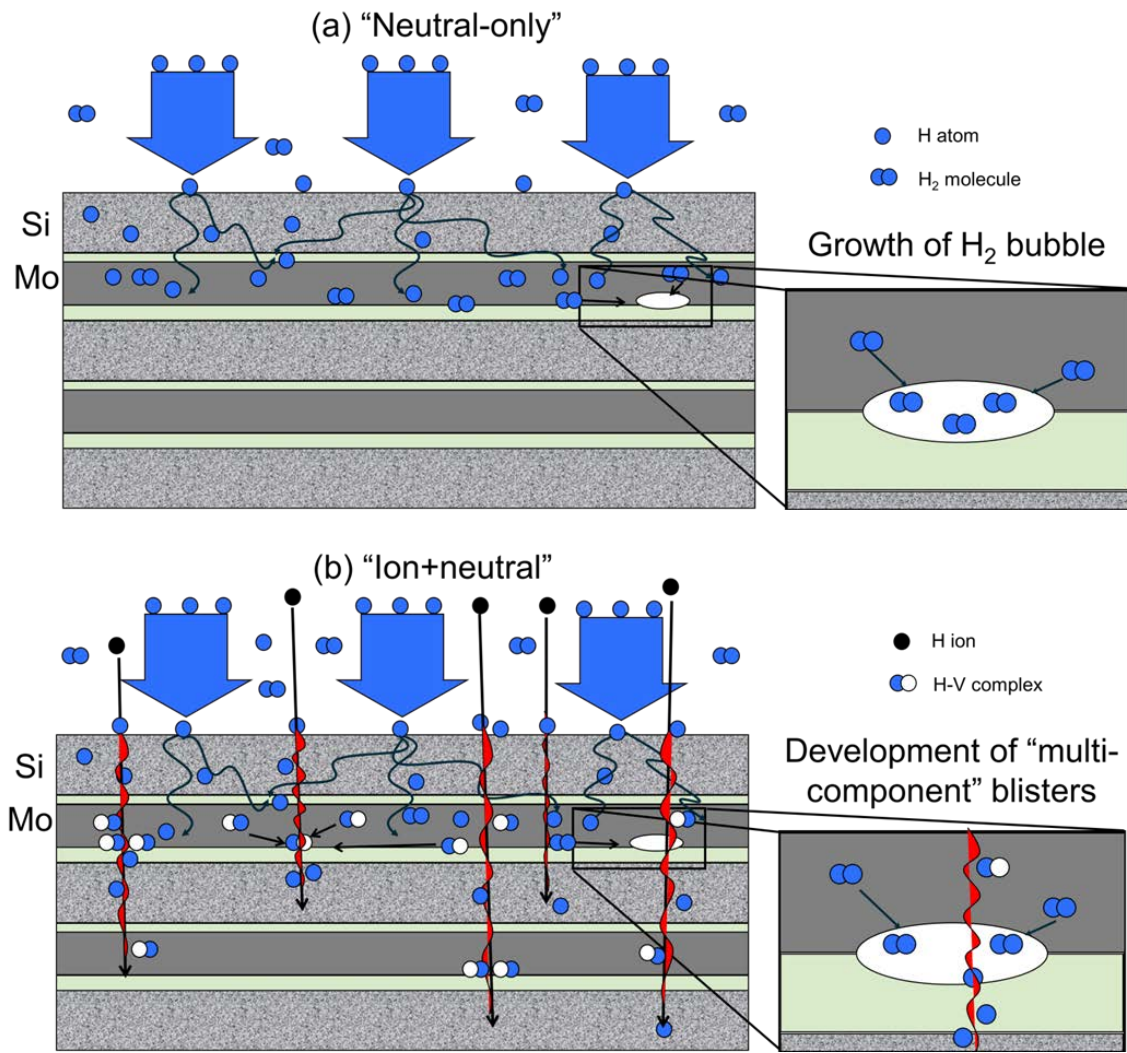 (a) “Neutral-only”
H atom
H₂ molecule
Si
Mo
Growth of H₂ bubble
(b) “Ion+neutral”
H ion
H-V complex
Si
Mo
Development of “multi-
component” blisters